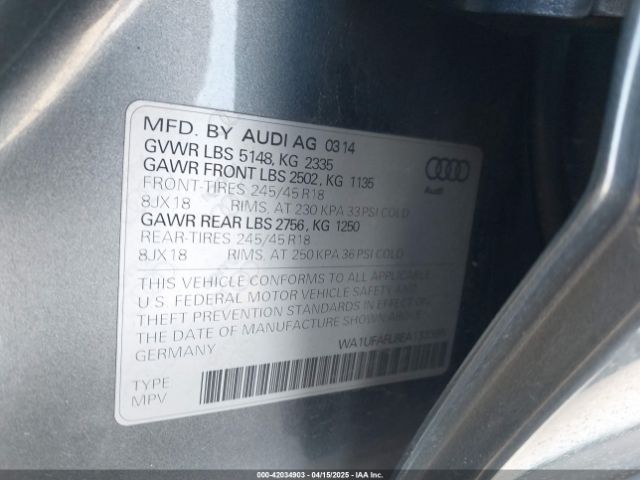 MFD. BY AUDI AG 03 14
GVWR LBS 5148, KG 2335
GAWR FRONT LBS 2502, KG 1135
FRONT-TIRES 245/45 R18
8JX18 RIMS, AT 230 KPA 33 PSI COLD
GAWR REAR LBS 2756, KG 1250
REAR-TIRES 245/45 R18
8JX18 RIMS, AT 250 KPA 36 PSI COLD
Audi
THIS VEHICLE CONFORMS TO ALL APPLICABLE
U.S. FEDERAL MOTOR VEHICLE SAFETY AND
THEFT PREVENTION STANDARDS IN EFFECT ON
THE DATE OF MANUFACTURE SHOWN ABOVE
GERMANY
TYPE
MPV
00-42034903 - 04/15/2025 - IAA Inc.